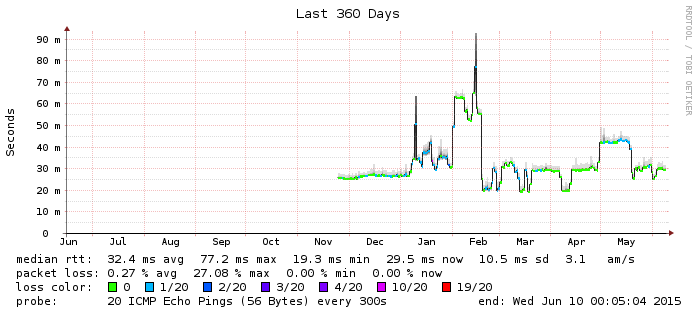 Last 360 Days
RRDTOOL / TOBI OETIKER
Seconds
90 m
80 m
70 m
60 m
50 m
40 m
30 m
20 m
10 m
0
Jun Jul Aug Sep Oct Nov Dec Jan Feb Mar Apr May
median rtt: 32.4 ms avg 77.2 ms max 19.3 ms min 29.5 ms now 10.5 ms sd 3.1 am/s
packet loss: 0.27 % avg 27.08 % max 0.00 % min 0.00 % now
loss color: 0 1/20 2/20 3/20 4/20 10/20 19/20
probe: 20 ICMP Echo Pings (56 Bytes) every 300s end: Wed Jun 10 00:05:04 2015